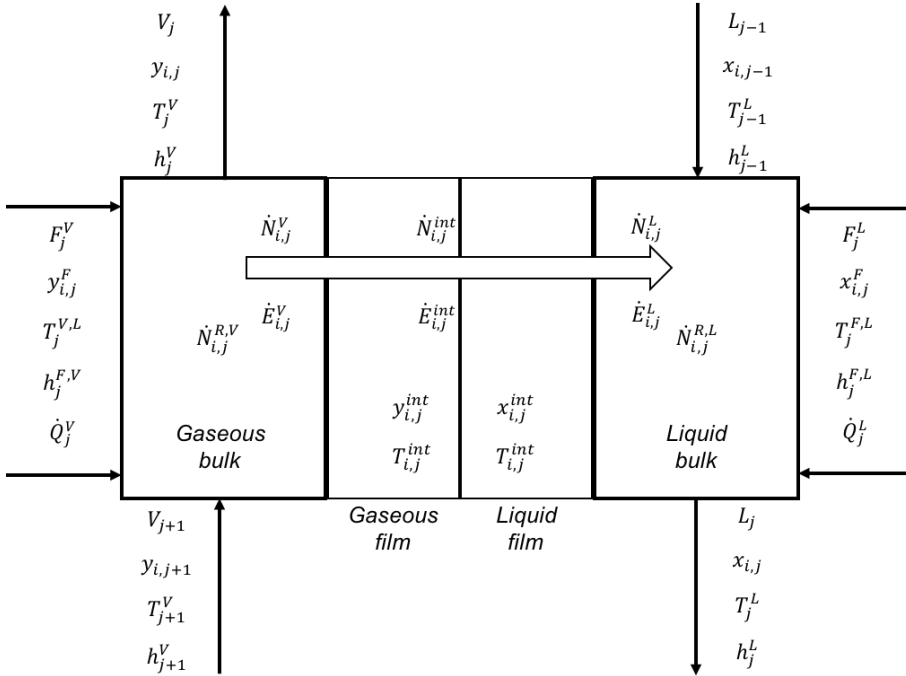 V_j
y_{i,j}
T_j^V
h_j^V
L_{j−1}
x_{i,j−1}
T_{j−1}^L
h_{j−1}^L
F_j^V
y_{i,j}^F
T_j^{V,L}
h_j^{F,V}
Q̇_j^V
Ṅ_{i,j}^V
Ė_{i,j}^V
Ṅ_{i,j}^{R,V}
Gaseous
bulk
Ṅ_{i,j}^{int}
Ė_{i,j}^{int}
y_{i,j}^{int}
T_{i,j}^{int}
x_{i,j}^{int}
T_{i,j}^{int}
Ṅ_{i,j}^L
Ė_{i,j}^L
Ṅ_{i,j}^{R,L}
Liquid
bulk
F_j^L
x_{i,j}^F
T_j^{F,L}
h_j^{F,L}
Q̇_j^L
Gaseous
film
Liquid
film
V_{j+1}
y_{i,j+1}
T_{j+1}^V
h_{j+1}^V
L_j
x_{i,j}
T_j^L
h_j^L